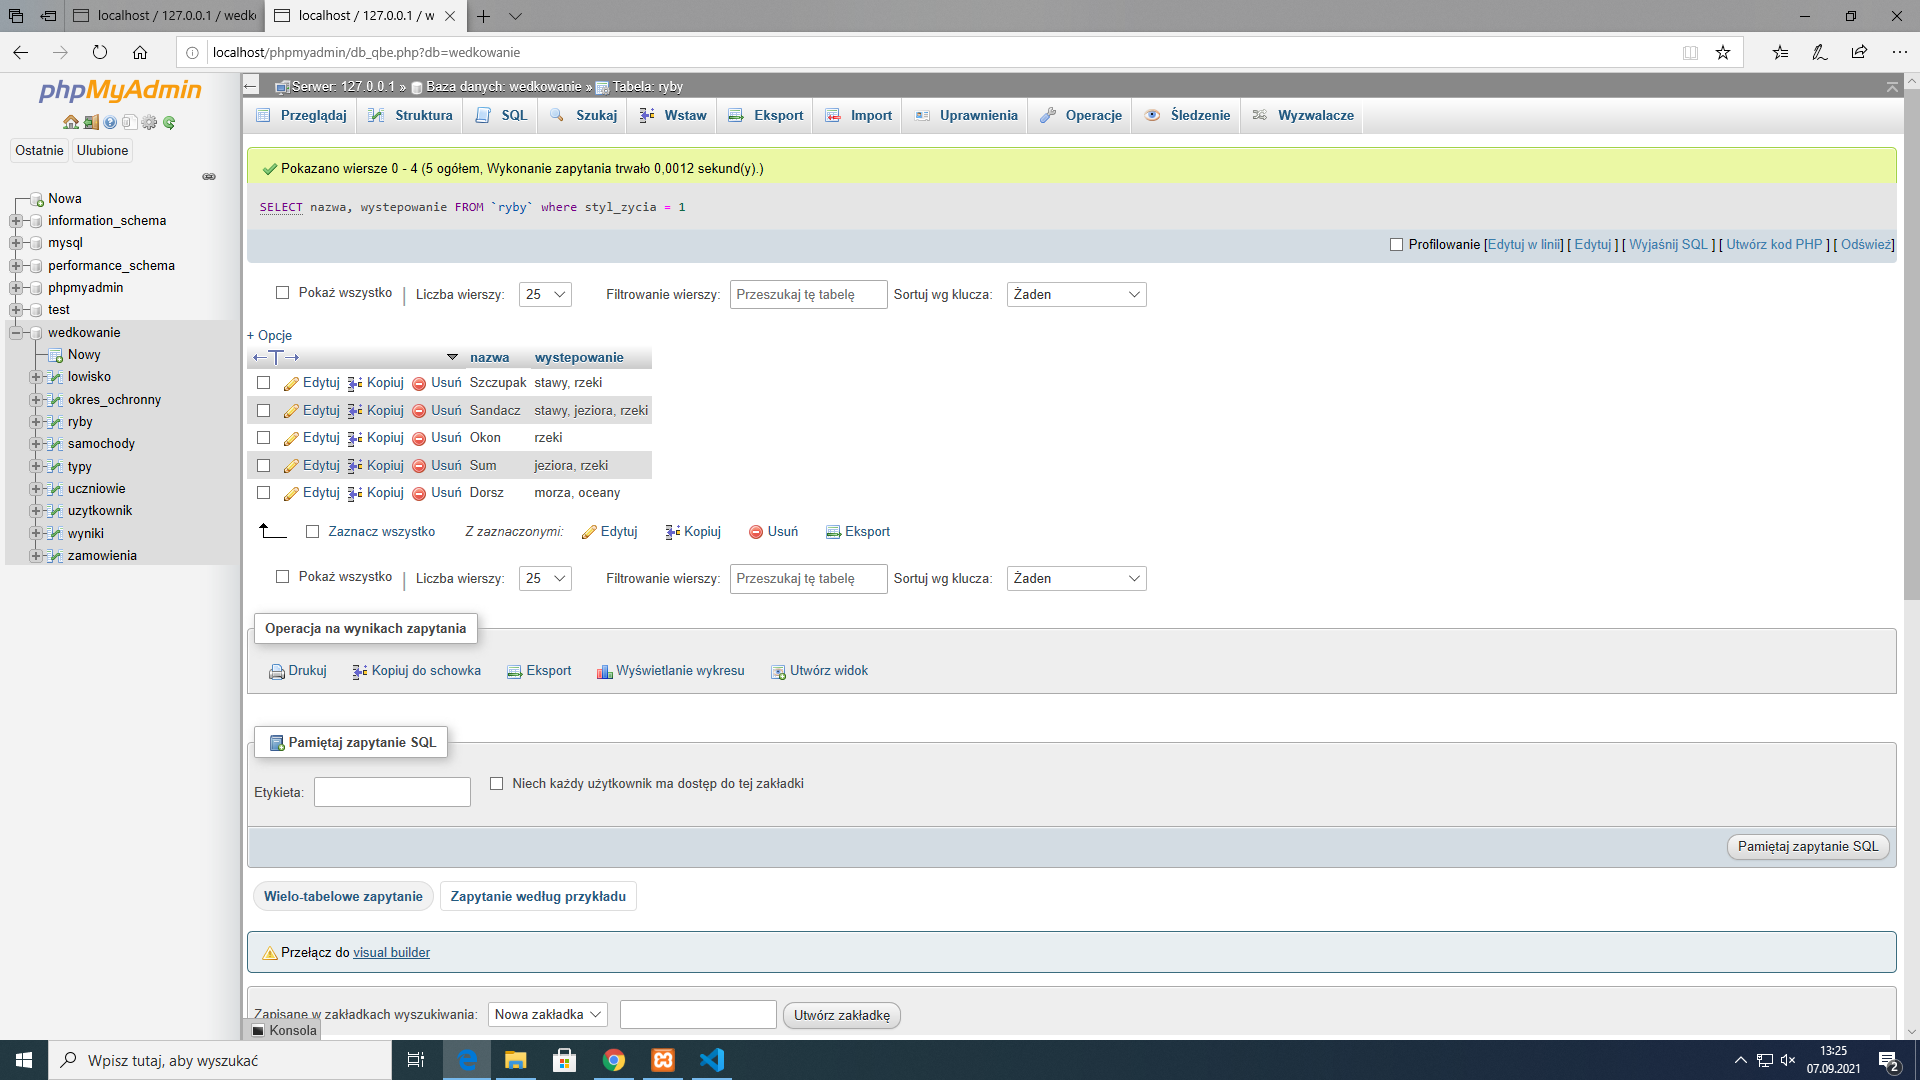 localhost / 127.0.0.1 / wedk
localhost / 127.0.0.1 / w
localhost/phpmyadmin/db_qbe.php?db=wedkowanie
phpMyAdmin
Ostatnie Ulubione
Nowa
information_schema
mysql
performance_schema
phpmyadmin
test
wedkowanie
Nowy
lowisko
okres_ochronny
ryby
samochody
typy
uczniowie
uzytkownik
wyniki
zamowienia
Serwer: 127.0.0.1 » Baza danych: wedkowanie » Tabela: ryby
Przeglądaj Struktura SQL Szukaj Wstaw Eksport Import Uprawnienia Operacje Śledzenie Wyzwalacze
Pokazano wiersze 0 - 4 (5 ogółem, Wykonanie zapytania trwało 0,0012 sekund(y).)
SELECT nazwa, wystepowanie FROM `ryby` where styl_zycia = 1
Profilowanie [Edytuj w linii] [ Edytuj ] [ Wyjaśnij SQL ] [ Utwórz kod PHP ] [ Odśwież]
Pokaż wszystko | Liczba wierszy: 25 Filtrowanie wierszy: Przeszukaj tę tabelę Sortuj wg klucza: Żaden
+ Opcje
←T→ nazwa wystepowanie
Edytuj Kopiuj Usuń Szczupak stawy, rzeki
Edytuj Kopiuj Usuń Sandacz stawy, jeziora, rzeki
Edytuj Kopiuj Usuń Okon rzeki
Edytuj Kopiuj Usuń Sum jeziora, rzeki
Edytuj Kopiuj Usuń Dorsz morza, oceany
Zaznacz wszystko Z zaznaczonymi: Edytuj Kopiuj Usuń Eksport
Pokaż wszystko | Liczba wierszy: 25 Filtrowanie wierszy: Przeszukaj tę tabelę Sortuj wg klucza: Żaden
Operacja na wynikach zapytania
Drukuj Kopiuj do schowka Eksport Wyświetlanie wykresu Utwórz widok
Pamiętaj zapytanie SQL
Etykieta: Niech każdy użytkownik ma dostęp do tej zakładki
Pamiętaj zapytanie SQL
Wielo-tabelowe zapytanie Zapytanie według przykładu
Przełącz do visual builder
Zapisane w zakładkach wyszukiwania: Nowa zakładka Utwórz zakładkę
Konsola
Wpisz tutaj, aby wyszukać
13:25
07.09.2021
2